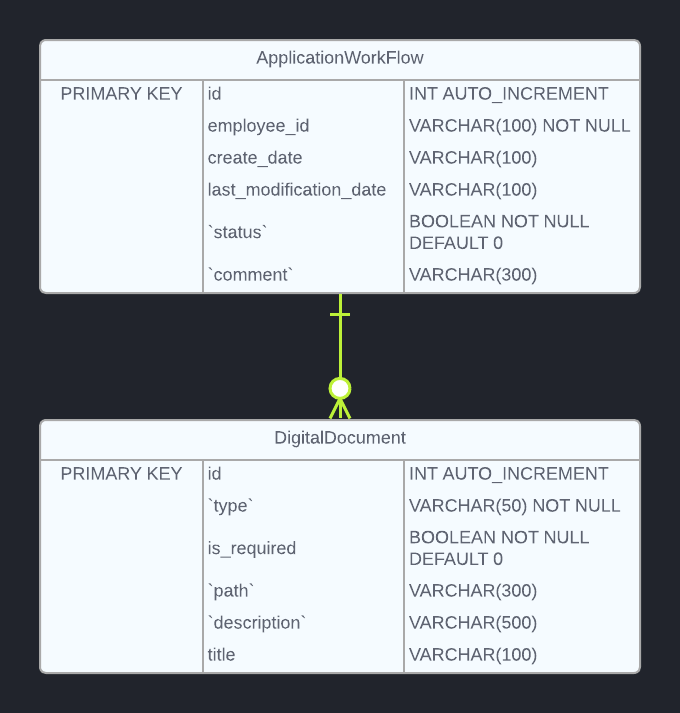 ApplicationWorkFlow
PRIMARY KEY id INT AUTO_INCREMENT
employee_id VARCHAR(100) NOT NULL
create_date VARCHAR(100)
last_modification_date VARCHAR(100)
`status` BOOLEAN NOT NULL
DEFAULT 0
`comment` VARCHAR(300)
DigitalDocument
PRIMARY KEY id INT AUTO_INCREMENT
`type` VARCHAR(50) NOT NULL
is_required BOOLEAN NOT NULL
DEFAULT 0
`path` VARCHAR(300)
`description` VARCHAR(500)
title VARCHAR(100)